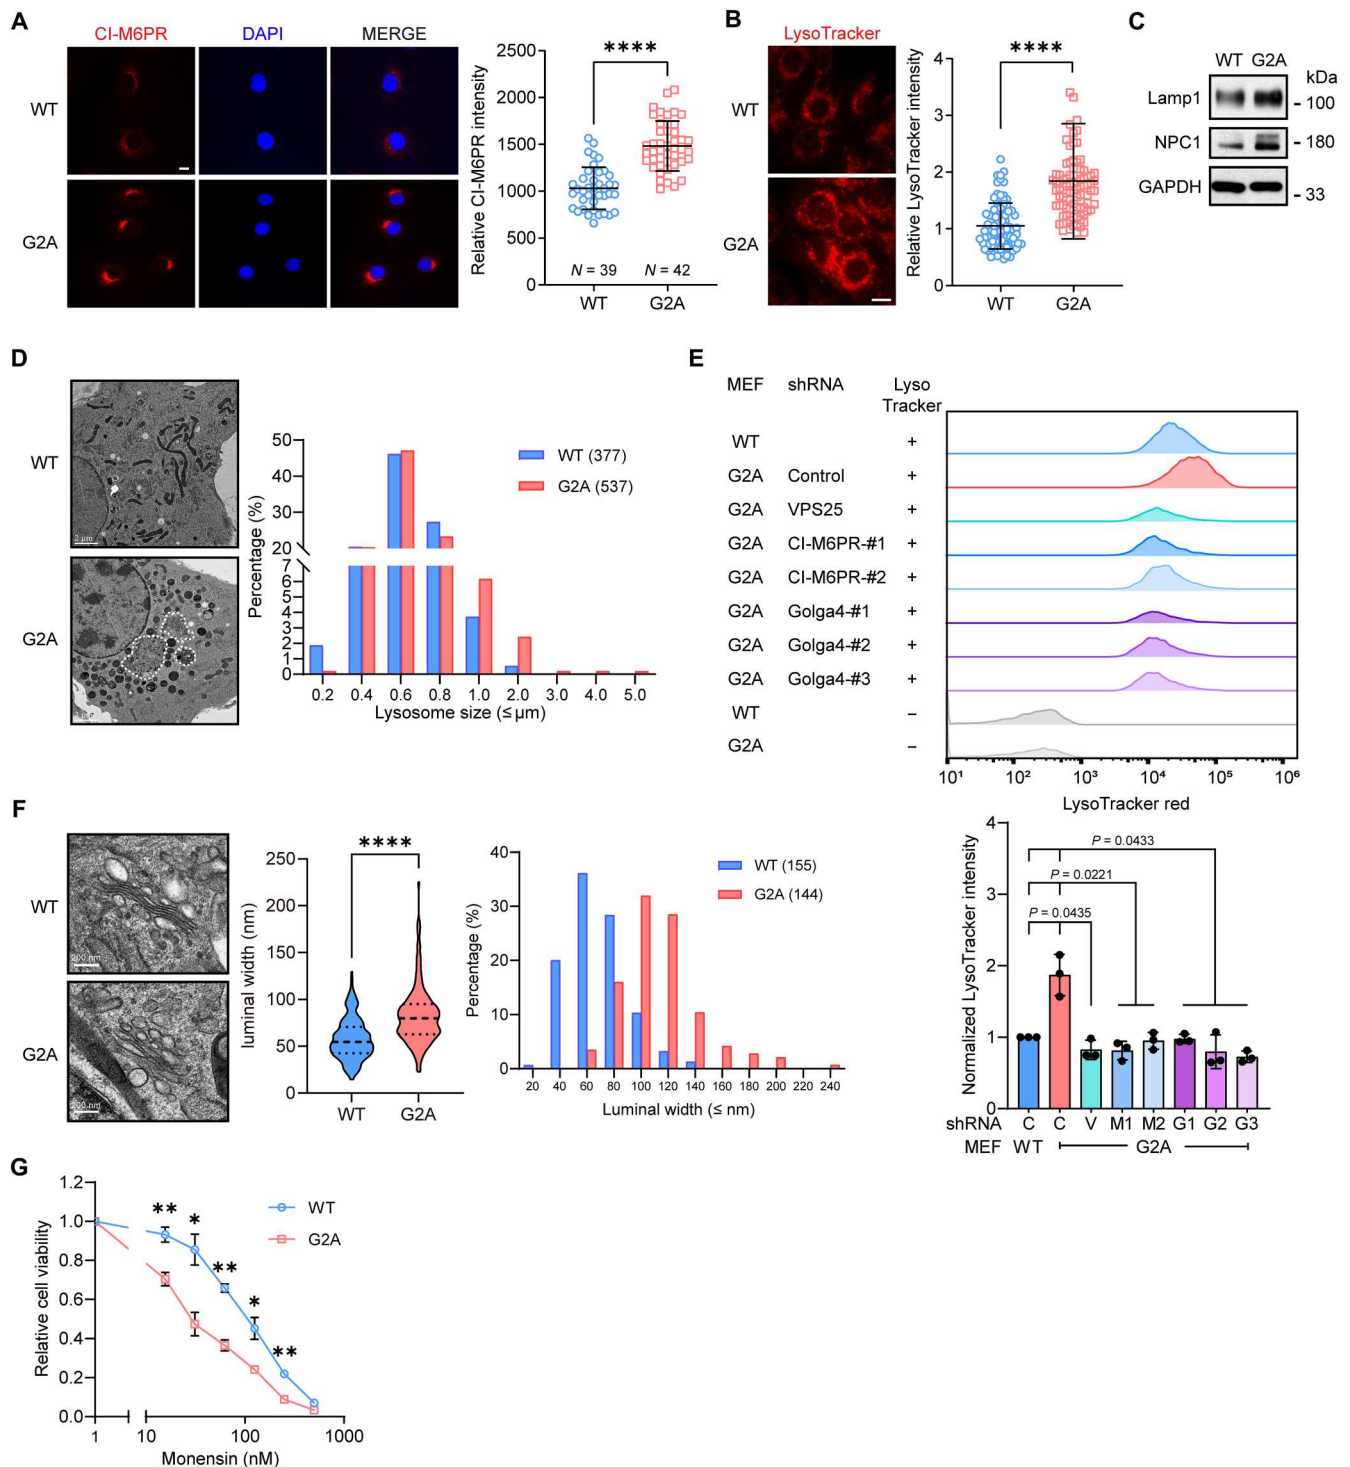 A
CI-M6PR DAPI MERGE
WT
G2A
Relative CI-M6PR intensity
2500
2000
1500
1000
500
0
****
N = 39 N = 42
WT G2A
B
LysoTracker
WT
G2A
Relative LysoTracker intensity
4
3
2
1
0
****
WT G2A
C
WT G2A
kDa
Lamp1 - 100
NPC1 - 180
GAPDH - 33
D
WT
2 μm
G2A
Percentage (%)
50
40
30
20
7
6
5
4
3
2
1
0
WT (377)
G2A (537)
0.2 0.4 0.6 0.8 1.0 2.0 3.0 4.0 5.0
Lysosome size (≤ μm)
E
MEF shRNA Lyso Tracker
WT +
G2A Control +
G2A VPS25 +
G2A CI-M6PR-#1 +
G2A CI-M6PR-#2 +
G2A Golga4-#1 +
G2A Golga4-#2 +
G2A Golga4-#3 +
WT –
G2A –
10¹ 10² 10³ 10⁴ 10⁵ 10⁶
LysoTracker red
Normalized LysoTracker intensity
4
3
2
1
0
P = 0.0433
P = 0.0221
P = 0.0435
shRNA C C V M1 M2 G1 G2 G3
MEF WT G2A
F
WT
200 nm
G2A
200 nm
luminal width (nm)
250
200
150
100
50
0
****
WT G2A
Percentage (%)
40
30
20
10
0
WT (155)
G2A (144)
20 40 60 80 100 120 140 160 180 200 220 240
Luminal width (≤ nm)
G
Relative cell viability
1.2
1.0
0.8
0.6
0.4
0.2
0.0
** * ** * **
WT
G2A
1 10 100 1000
Monensin (nM)